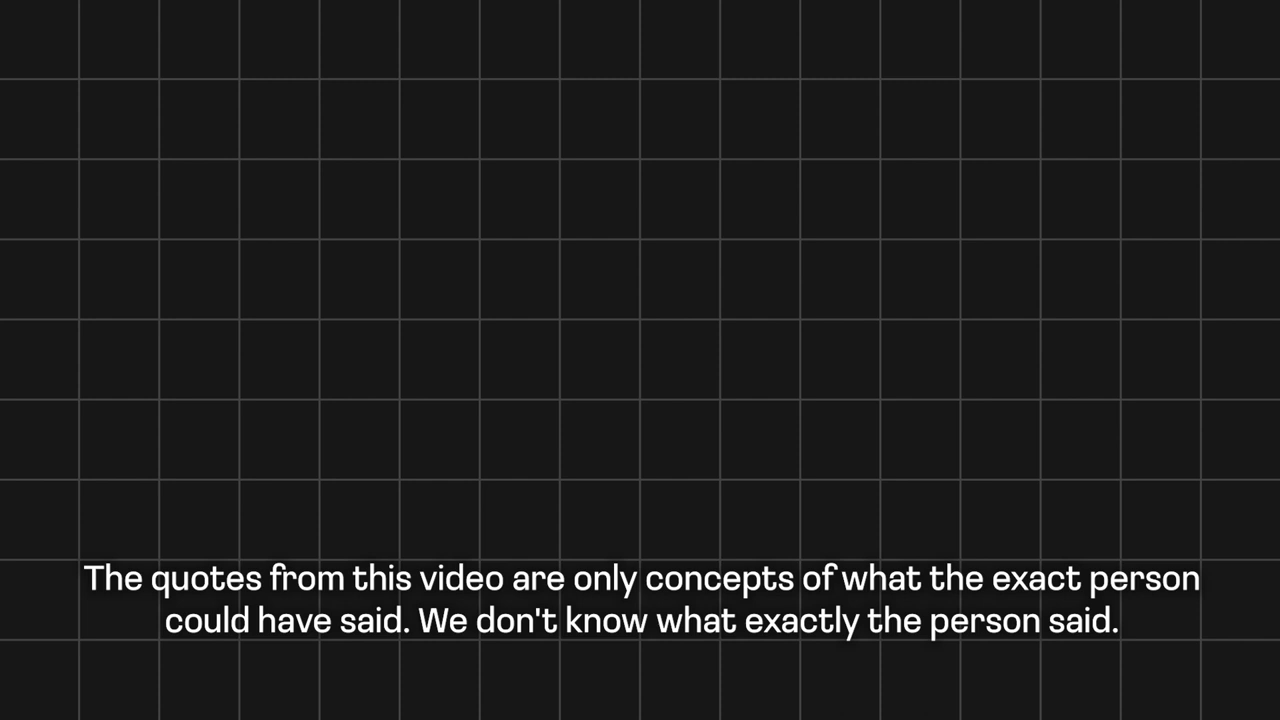 The quotes from this video are only concepts of what the exact person
could have said. We don't know what exactly the person said.